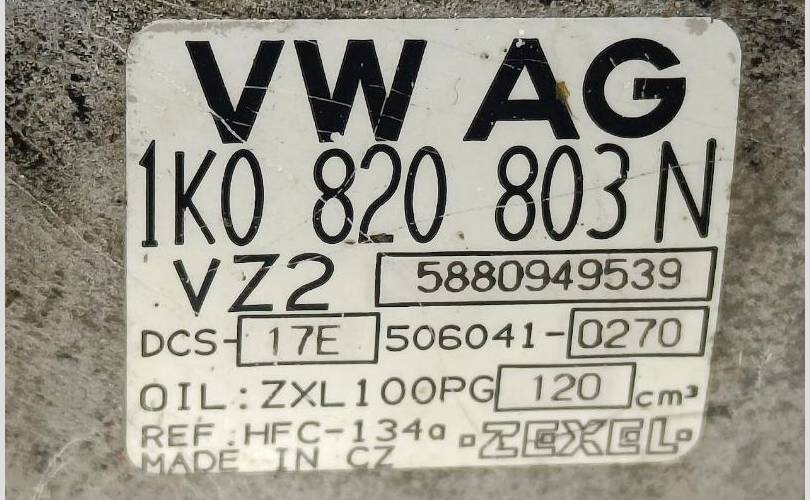 VW AG
1K0 820 803 N
VZ2 5880949539
DCS-17E 506041-0270
OIL:ZXL100PG 120 cm³
REF.HFC-134a ZEXEL
MADE IN CZ